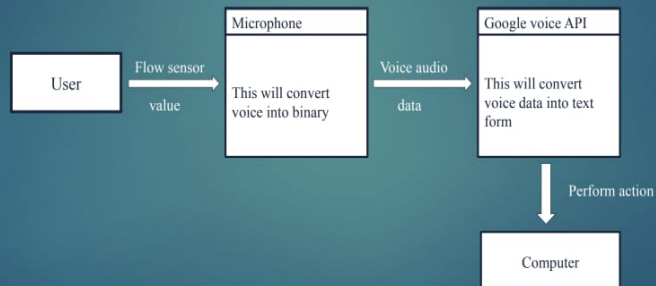 Microphone
Google voice API
User
Flow sensor
value
This will convert
voice into binary
Voice audio
data
This will convert
voice data into text
form
Perform action
Computer